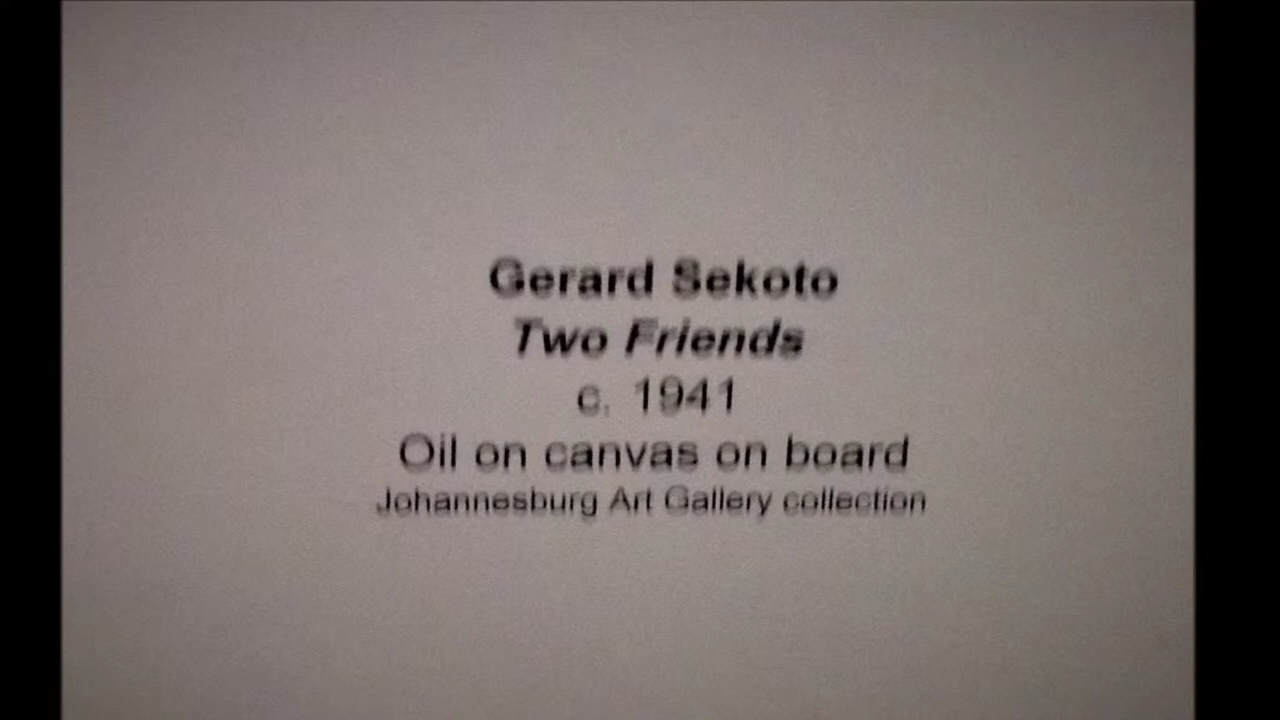 Gerard Sekoto
Two Friends
c. 1941
Oil on canvas on board
Johannesburg Art Gallery collection